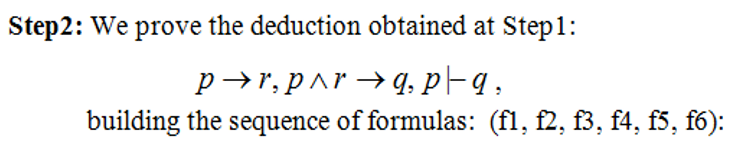 Step2: We prove the deduction obtained at Step1:
p → r, p ∧ r → q, p ⊢ q ,
building the sequence of formulas: (f1, f2, f3, f4, f5, f6):